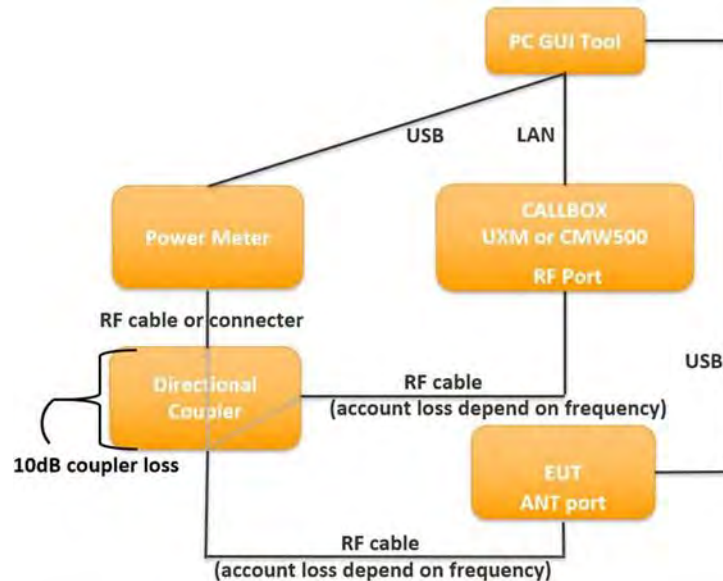 PC GUI Tool
USB
LAN
Power Meter
CALLBOX
UXM or CMW500
RF Port
RF cable or connecter
Directional
Coupler
RF cable
(account loss depend on frequency)
USB
10dB coupler loss
EUT
ANT port
RF cable
(account loss depend on frequency)